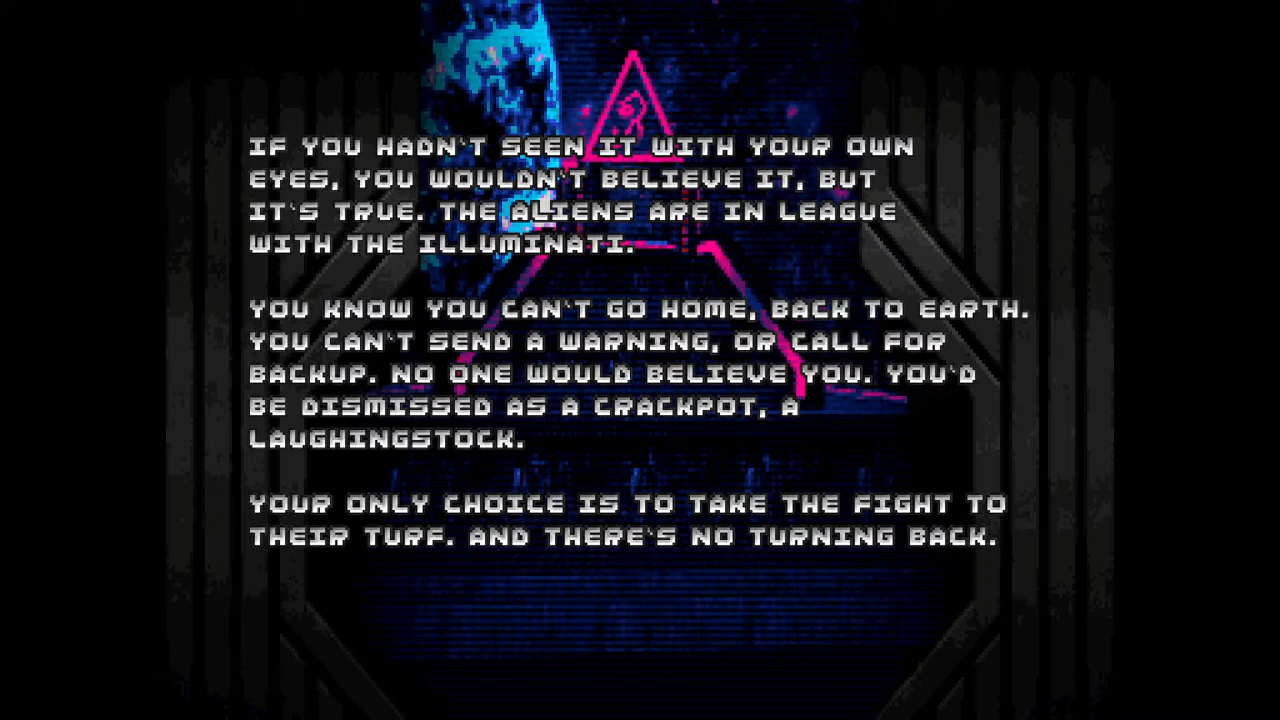 IF YOU HADN'T SEEN IT WITH YOUR OWN
EYES, YOU WOULDN'T BELIEVE IT, BUT
IT'S TRUE. THE ALIENS ARE IN LEAGUE
WITH THE ILLUMINATI.
YOU KNOW YOU CAN'T GO HOME, BACK TO EARTH.
YOU CAN'T SEND A WARNING, OR CALL FOR
BACKUP. NO ONE WOULD BELIEVE YOU. YOU'D
BE DISMISSED AS A CRACKPOT, A
LAUGHINGSTOCK.
YOUR ONLY CHOICE IS TO TAKE THE FIGHT TO
THEIR TURF. AND THERE'S NO TURNING BACK.